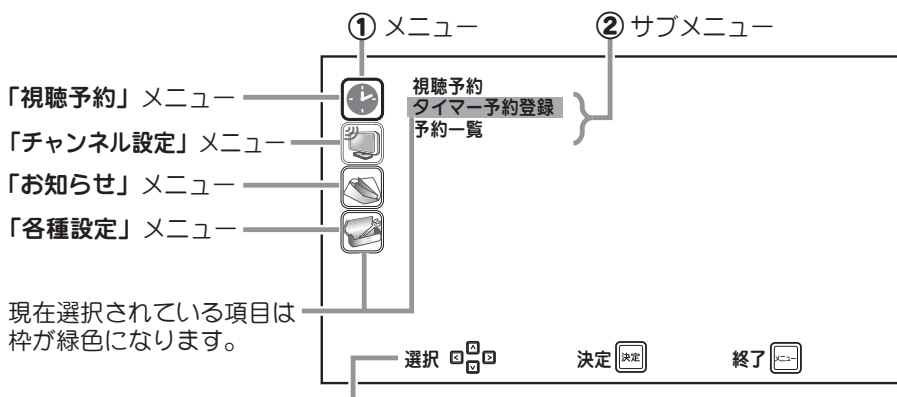 ① メニュー
② サブメニュー
「視聴予約」メニュー
視聴予約
タイマー予約登録
予約一覧
「チャンネル設定」メニュー
「お知らせ」メニュー
「各種設定」メニュー
現在選択されている項目は
枠が緑色になります。
選択
決定 決定
終了 メニュー